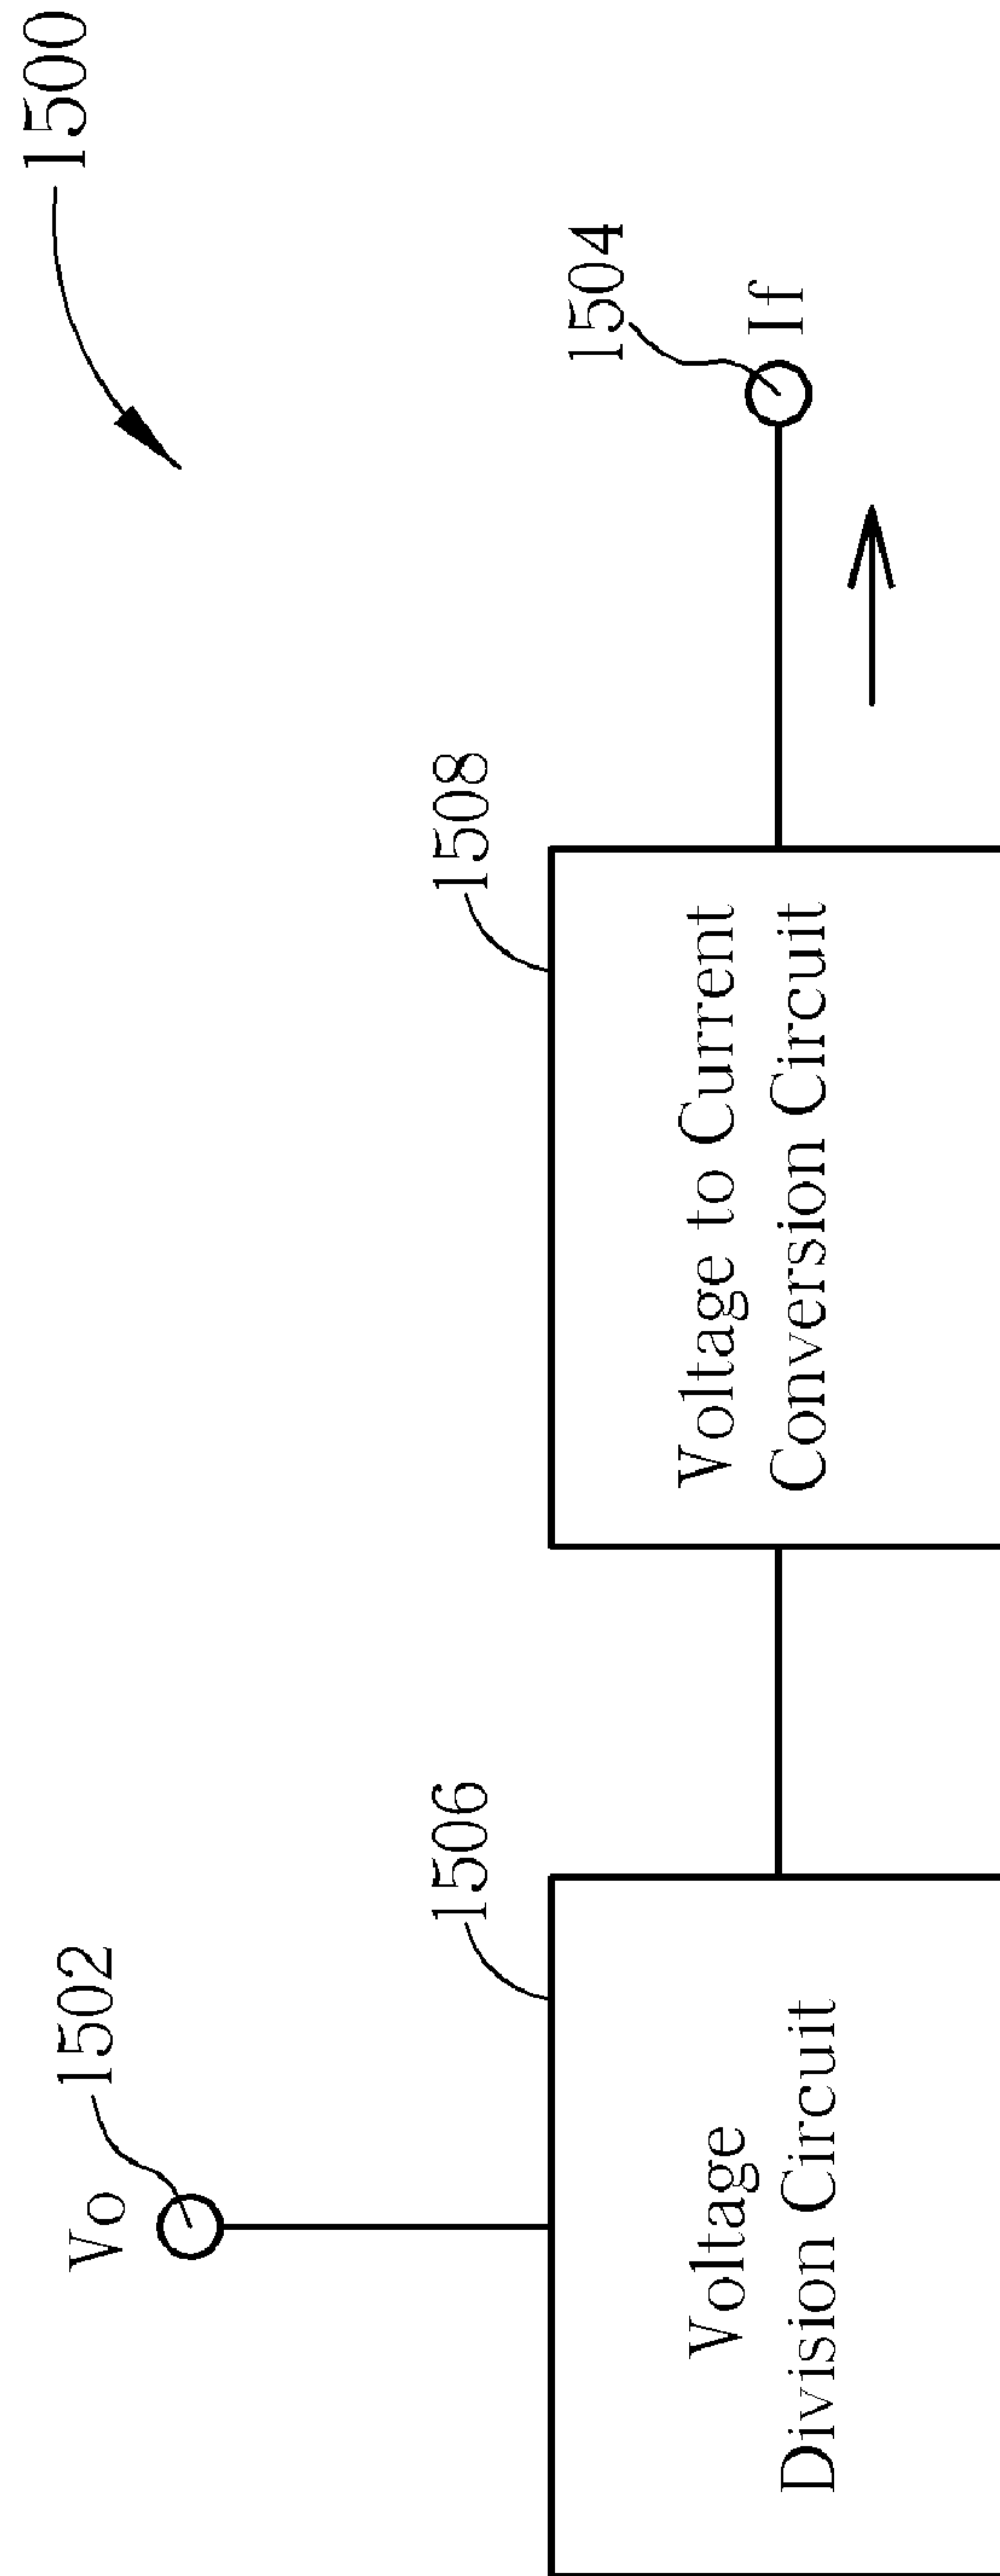 1500
Vo
1502
1504
If
1506
1508
Voltage
Division Circuit
Voltage to Current
Conversion Circuit